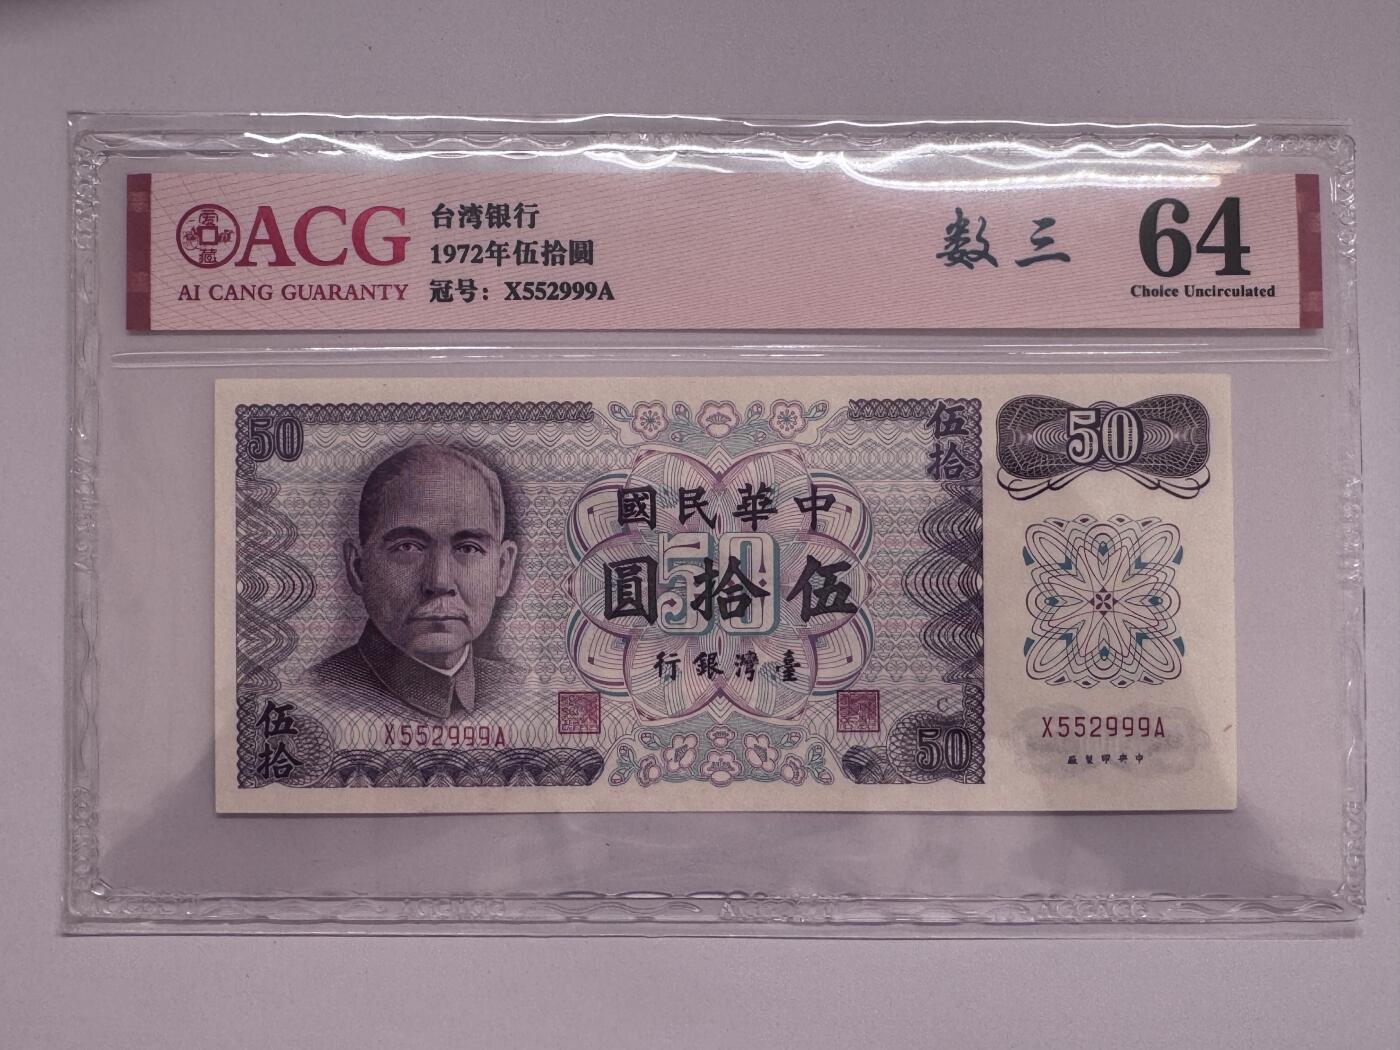 ACG
AI CANG GUARANTY
台湾银行
1972年伍拾圆
冠号：X552999A
数三
64
Choice Uncirculated
50
伍拾
50
中華民國
50
伍拾圓
臺灣銀行
X552999A
X552999A
C
伍拾
50
中央印製廠